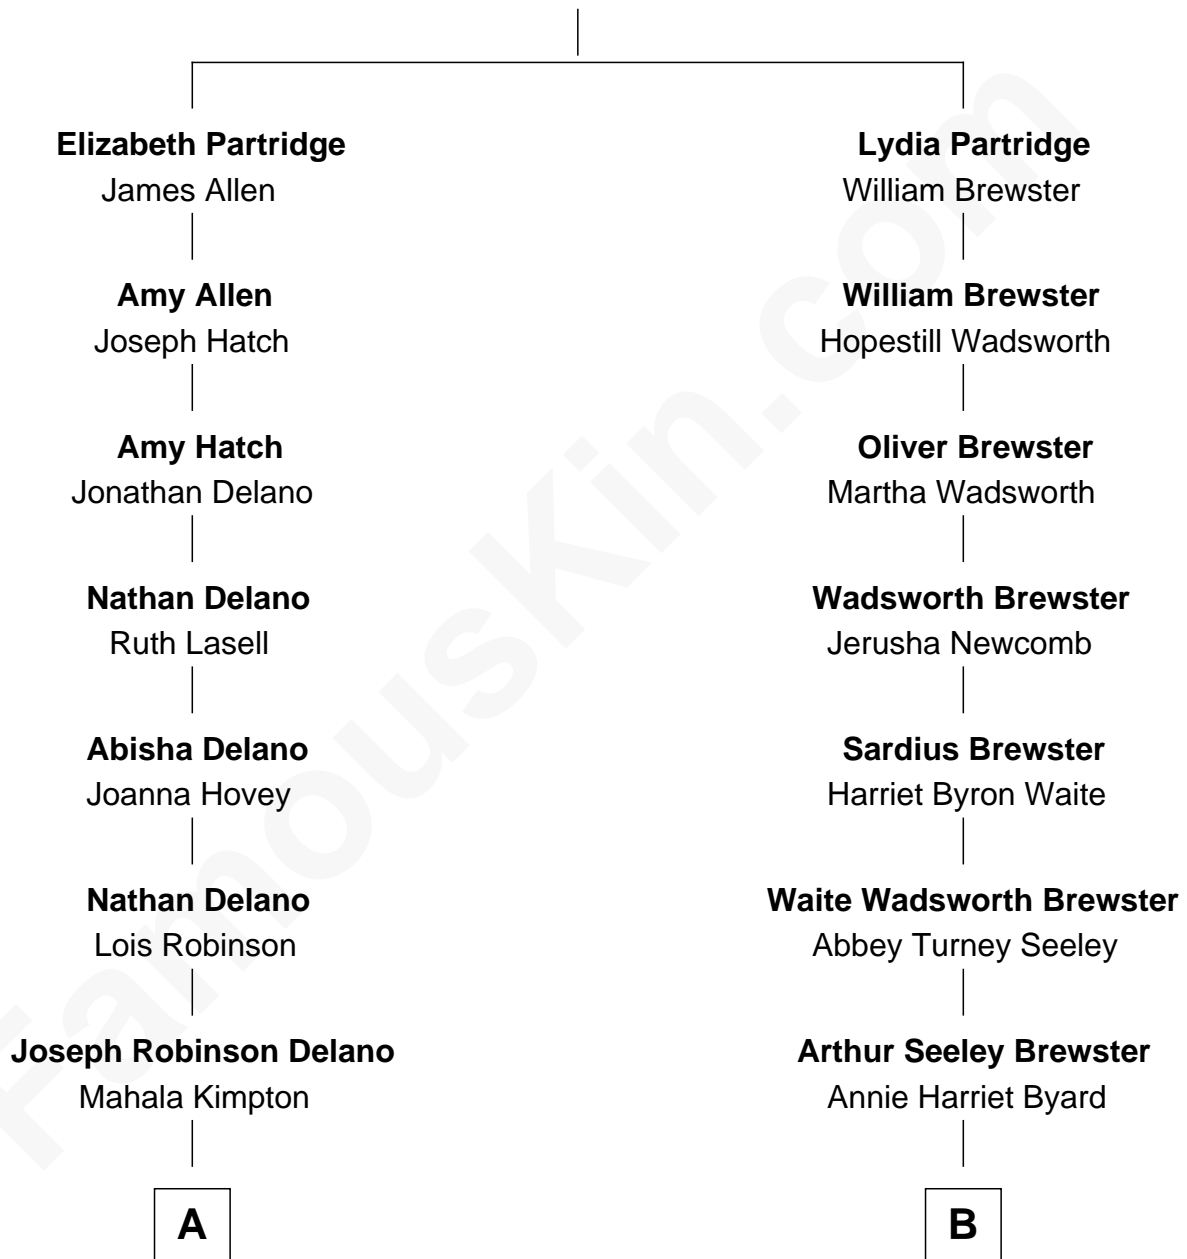 Elizabeth Partridge
James Allen
Lydia Partridge
William Brewster
Amy Allen
Joseph Hatch
William Brewster
Hopestill Wadsworth
Amy Hatch
Jonathan Delano
Oliver Brewster
Martha Wadsworth
Nathan Delano
Ruth Lasell
Wadsworth Brewster
Jerusha Newcomb
Abisha Delano
Joanna Hovey
Sardius Brewster
Harriet Byron Waite
Nathan Delano
Lois Robinson
Waite Wadsworth Brewster
Abbey Turney Seeley
Joseph Robinson Delano
Mahala Kimpton
Arthur Seeley Brewster
Annie Harriet Byard
A
B
FamousKin.com